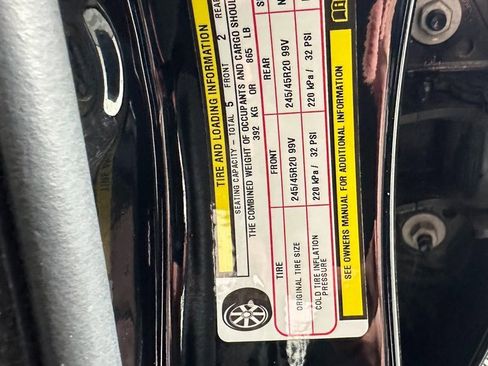 TIRE AND LOADING INFORMATION
SEATING CAPACITY - TOTAL 5 FRONT 2 REAR
THE COMBINED WEIGHT OF OCCUPANTS AND CARGO SHOUL
392 KG OR 865 LB
TIRE FRONT REAR S
ORIGINAL TIRE SIZE 245/45R20 99V 245/45R20 99V N
COLD TIRE INFLATION PRESSURE 220 kPa / 32 PSI 220 kPa / 32 PSI
SEE OWNERS MANUAL FOR ADDITIONAL INFORMATION